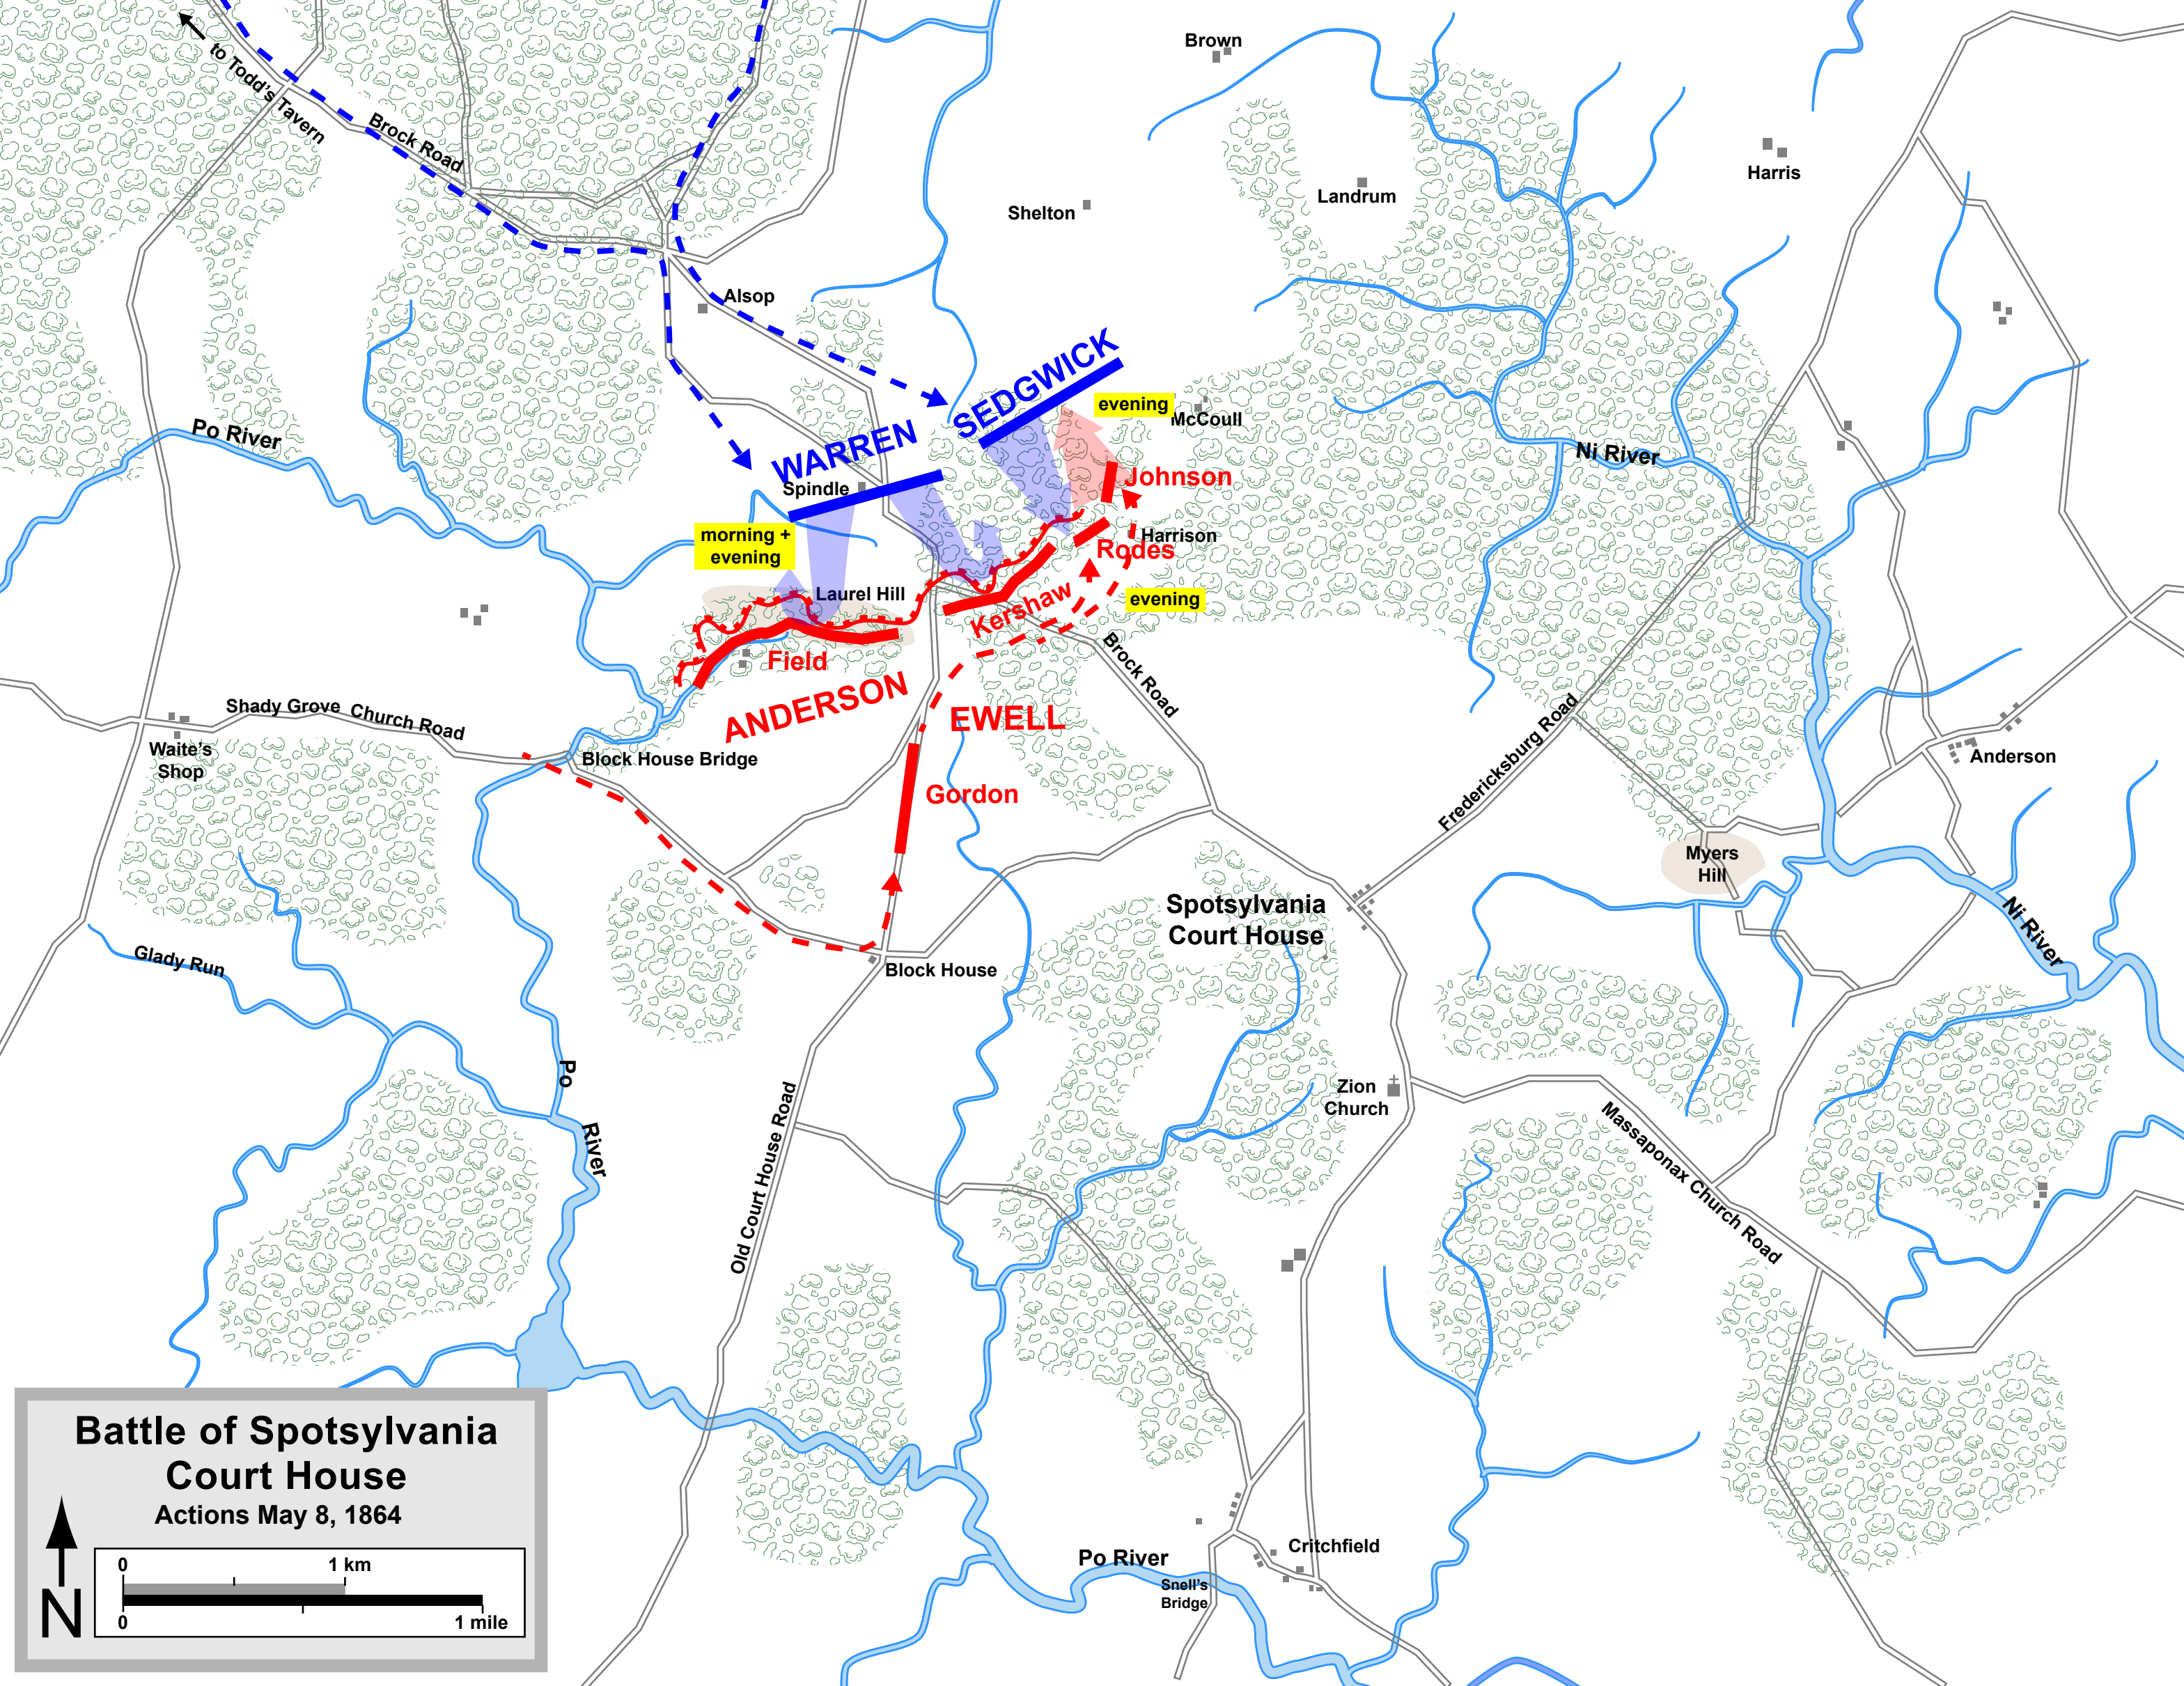 Brown
to Todd's Tavern
Brock Road
Harris
Landrum
Shelton
Alsop
SEDGWICK
evening
McCoull
WARREN
Po River
Ni River
Spindle
Johnson
morning +
evening
Harrison
Rodes
Laurel Hill
Kershaw
evening
Field
Brock Road
ANDERSON
EWELL
Shady Grove Church Road
Waite's
Shop
Block House Bridge
Fredericksburg Road
Anderson
Gordon
Myers
Hill
Spotsylvania
Court House
Ni River
Glady Run
Block House
Po
River
Zion
Church
Old Court House Road
Massaponax Church Road
Battle of Spotsylvania
Court House
Actions May 8, 1864
0
1 km
0
1 mile
N
Critchfield
Po River
Snell's
Bridge